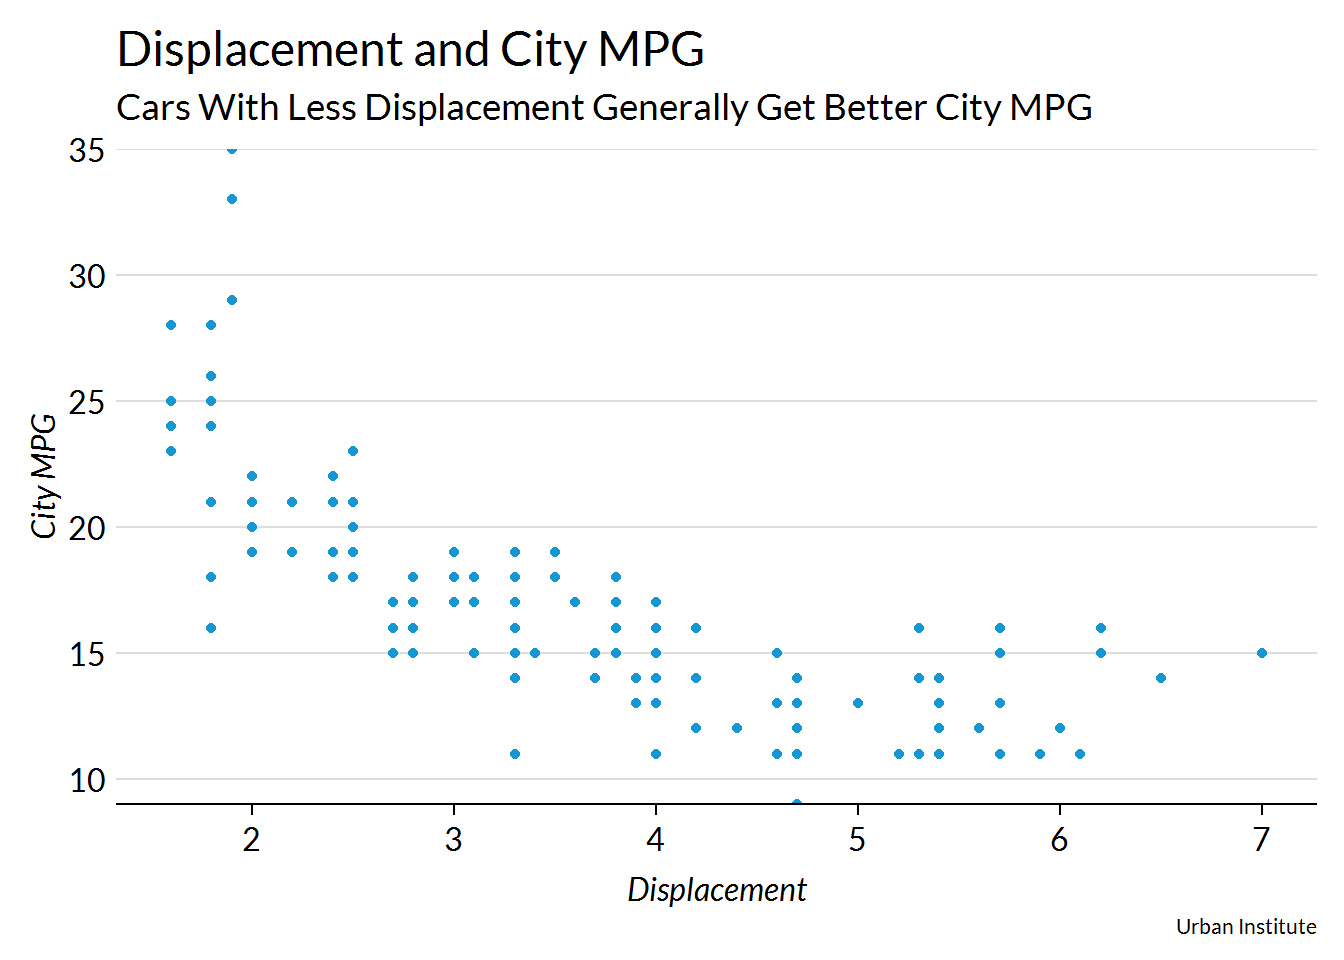 Displacement and City MPG
Cars With Less Displacement Generally Get Better City MPG
35
30
25
20
15
10
City MPG
2 3 4 5 6 7
Displacement
Urban Institute